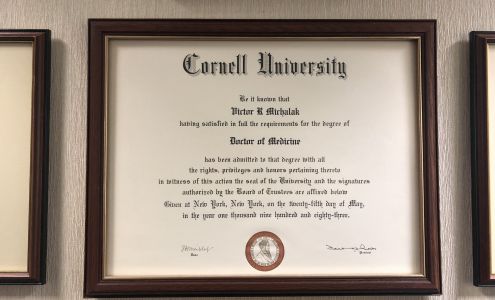 Cornell University
Be it known that
Victor R Michalak
having satisfied in full the requirements for the degree of
Doctor of Medicine
has been admitted to that degree with all
the rights, privileges and honors pertaining thereto
in witness of this action the seal of the University and the signatures
authorized by the Board of Trustees are affixed below
Given at New York, New York, on the twenty-fifth day of May,
in the year one thousand nine hundred and eighty-three.
Dean
President